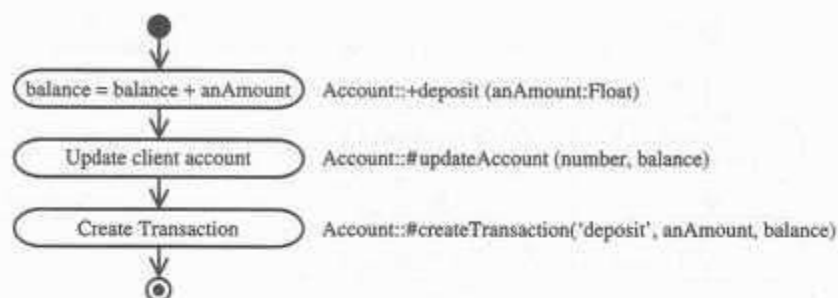 balance = balance + anAmount Account::+deposit (anAmount:Float)
Update client account Account::#updateAccount (number, balance)
Create Transaction Account::#createTransaction('deposit', anAmount, balance)